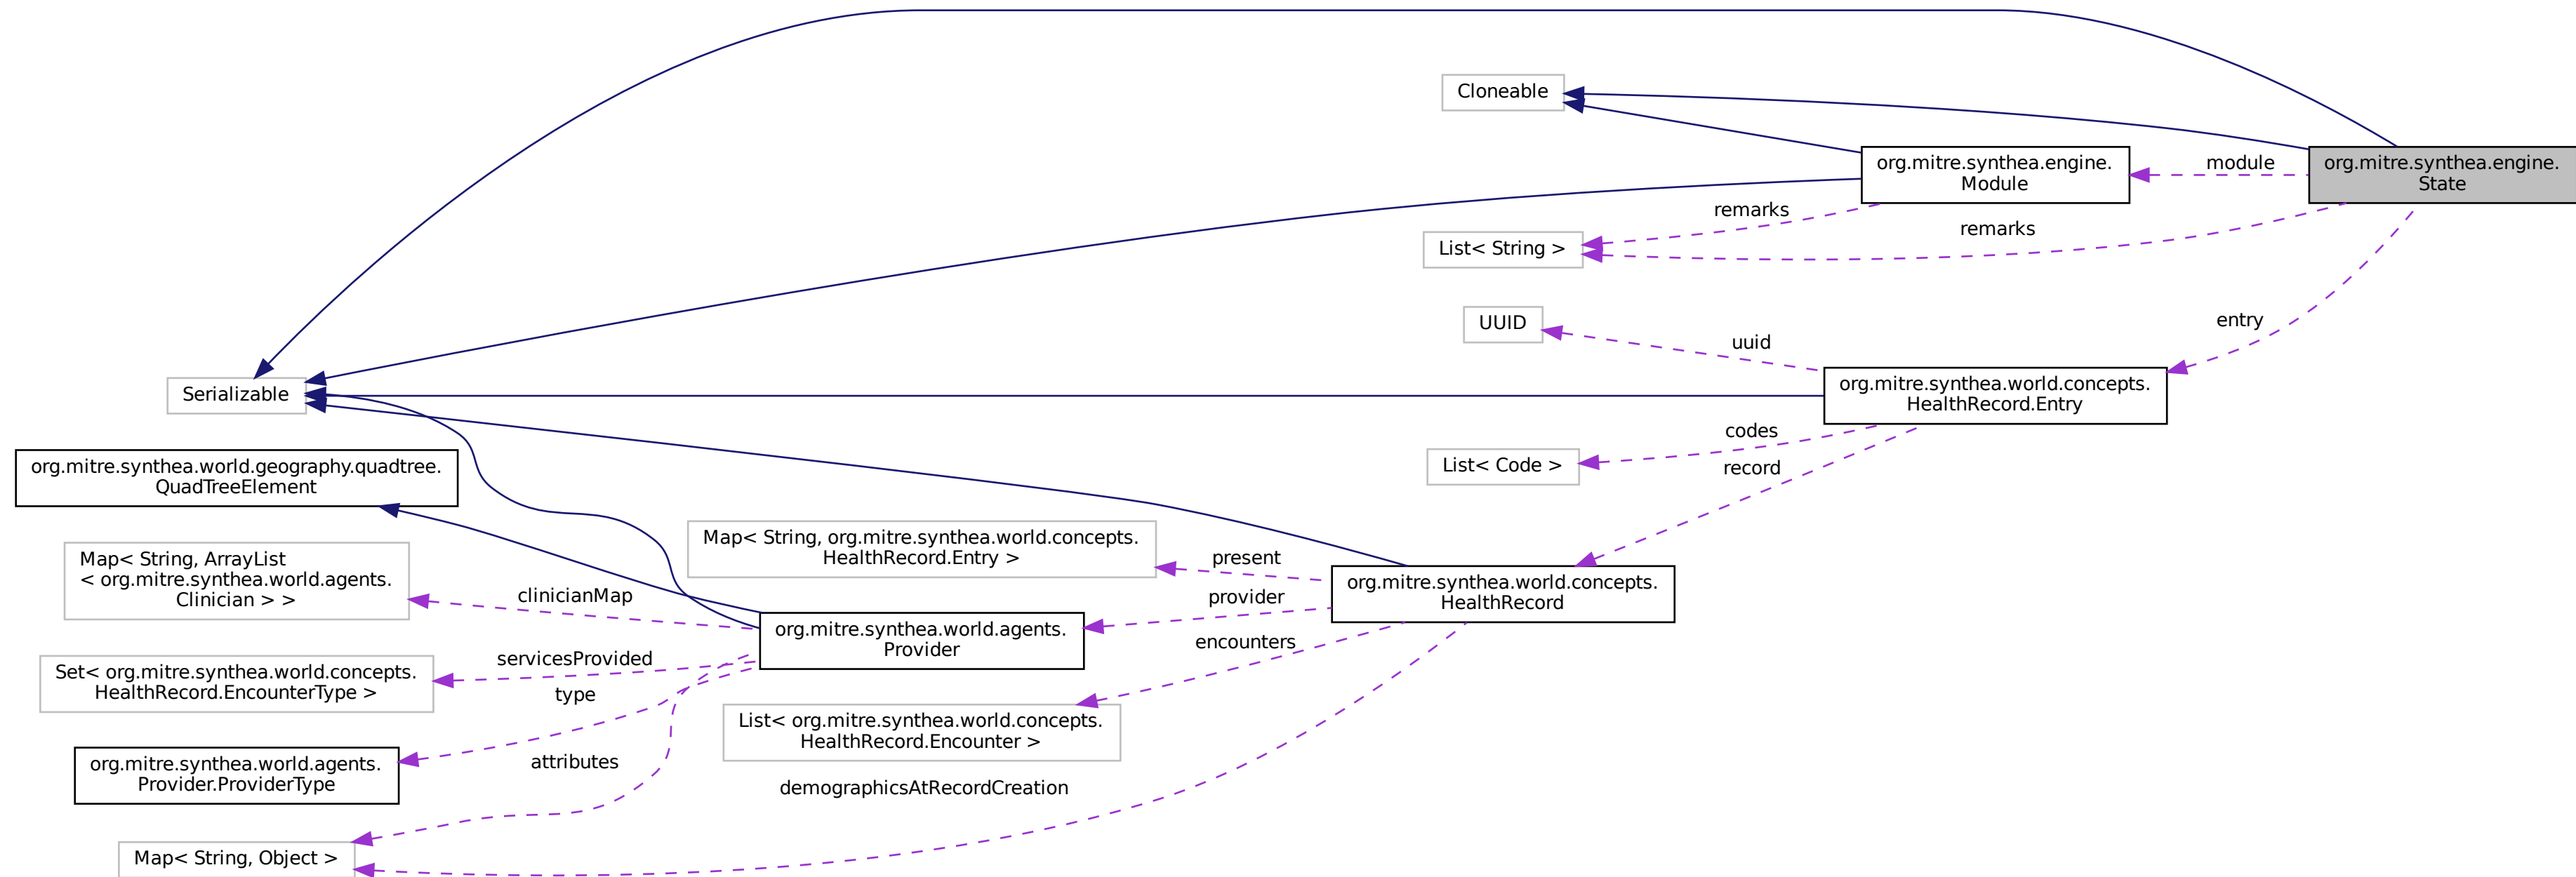 Cloneable
org.mitre.synthea.engine.
Module
module
org.mitre.synthea.engine.
State
remarks
List< String >
remarks
UUID
uuid
entry
Serializable
org.mitre.synthea.world.concepts.
HealthRecord.Entry
codes
List< Code >
record
org.mitre.synthea.world.geography.quadtree.
QuadTreeElement
Map< String, org.mitre.synthea.world.concepts.
HealthRecord.Entry >
present
Map< String, ArrayList
< org.mitre.synthea.world.agents.
Clinician > >
clinicianMap
provider
org.mitre.synthea.world.concepts.
HealthRecord
org.mitre.synthea.world.agents.
Provider
encounters
Set< org.mitre.synthea.world.concepts.
HealthRecord.EncounterType >
servicesProvided
type
List< org.mitre.synthea.world.concepts.
HealthRecord.Encounter >
org.mitre.synthea.world.agents.
Provider.ProviderType
attributes
demographicsAtRecordCreation
Map< String, Object >